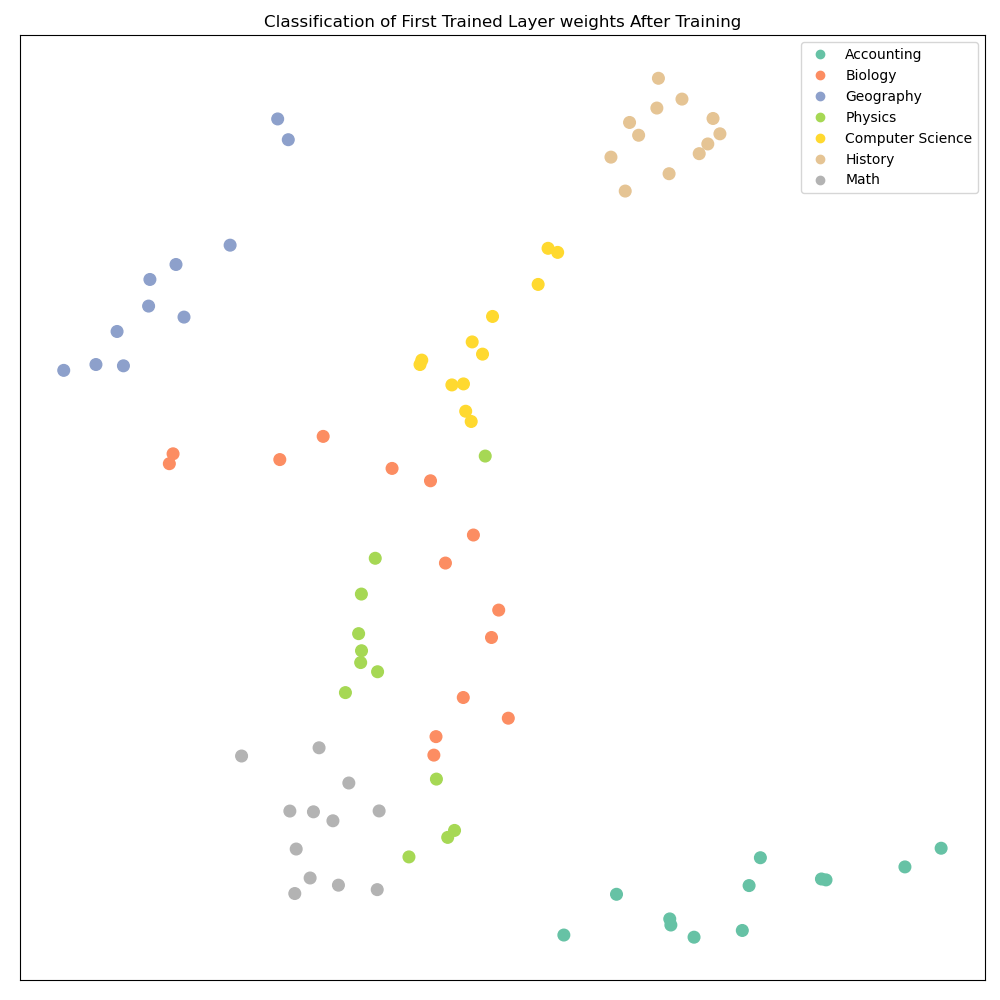 Classification of First Trained Layer weights After Training
Accounting
Biology
Geography
Physics
Computer Science
History
Math